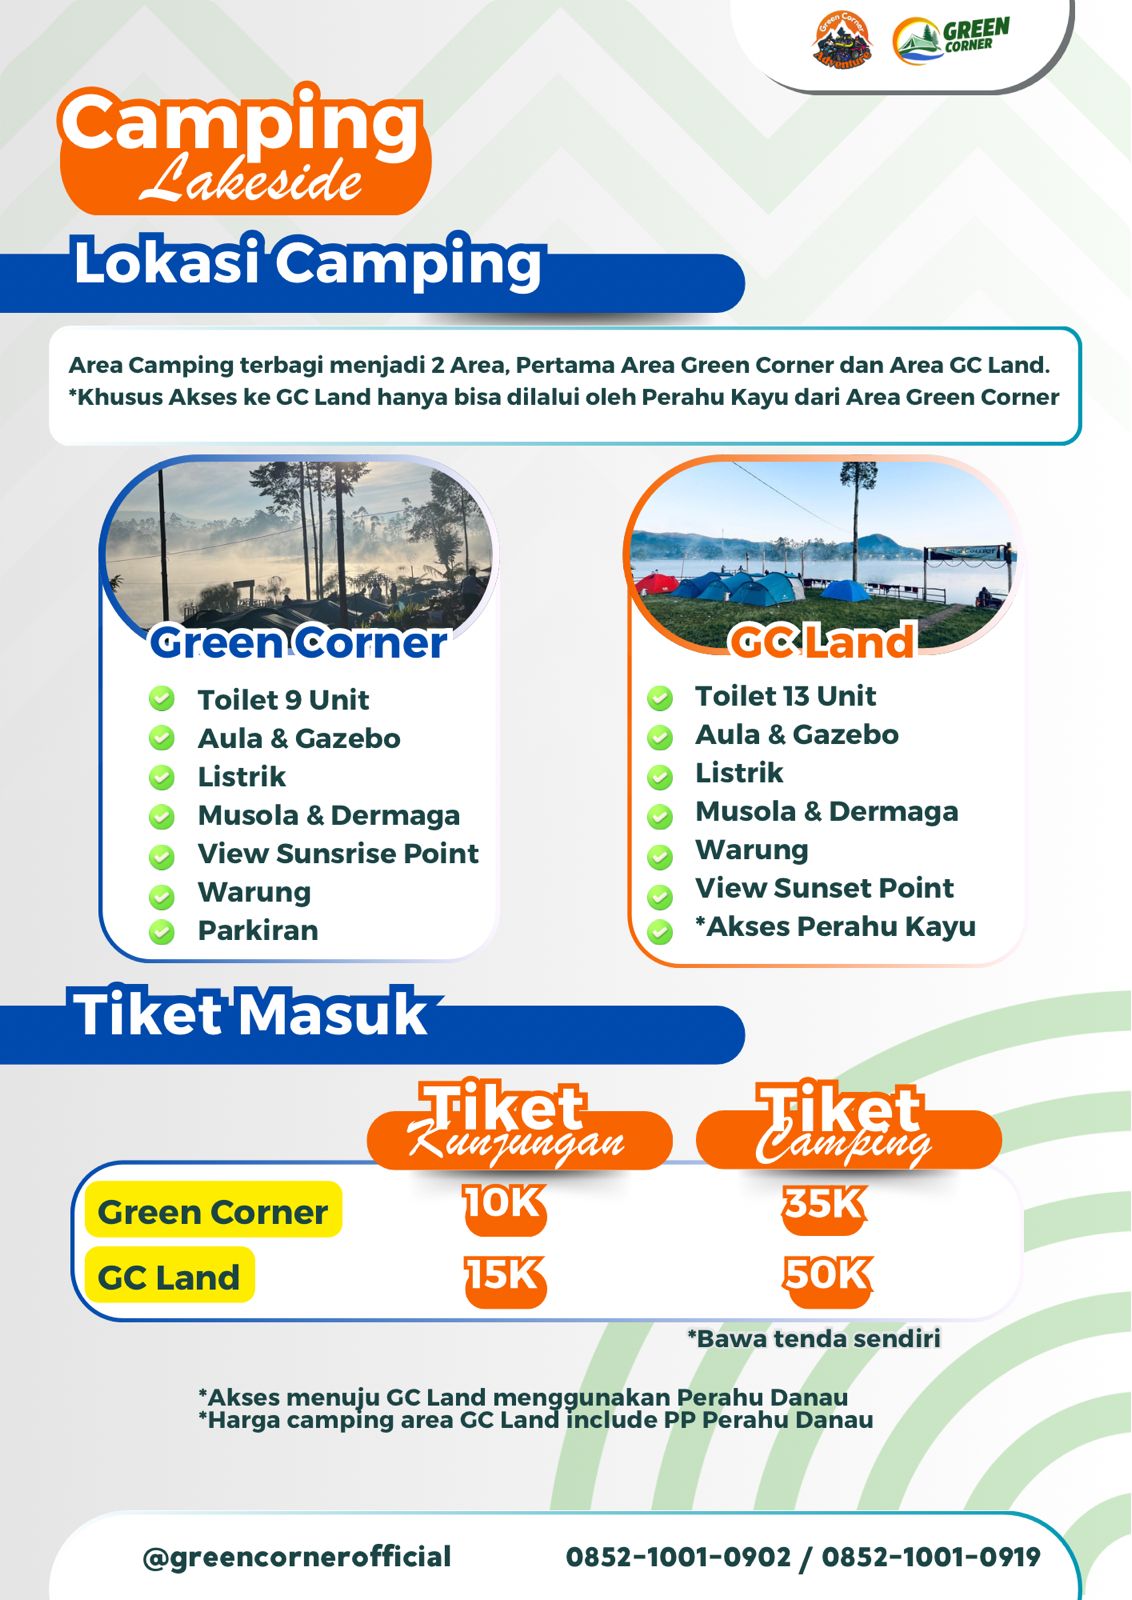 Green Corner
Adventure
GREEN
CORNER
Camping
Lakeside
Lokasi Camping
Area Camping terbagi menjadi 2 Area, Pertama Area Green Corner dan Area GC Land.
*Khusus Akses ke GC Land hanya bisa dilalui oleh Perahu Kayu dari Area Green Corner
Green Corner
Toilet 9 Unit
Aula & Gazebo
Listrik
Musola & Dermaga
View Sunsrise Point
Warung
Parkiran
GC Land
Toilet 13 Unit
Aula & Gazebo
Listrik
Musola & Dermaga
Warung
View Sunset Point
*Akses Perahu Kayu
Tiket Masuk
Tiket
Kunjungan
Tiket
Camping
Green Corner 10K 35K
GC Land 15K 50K
*Bawa tenda sendiri
*Akses menuju GC Land menggunakan Perahu Danau
*Harga camping area GC Land include PP Perahu Danau
@greencornerofficial 0852-1001-0902 / 0852-1001-0919